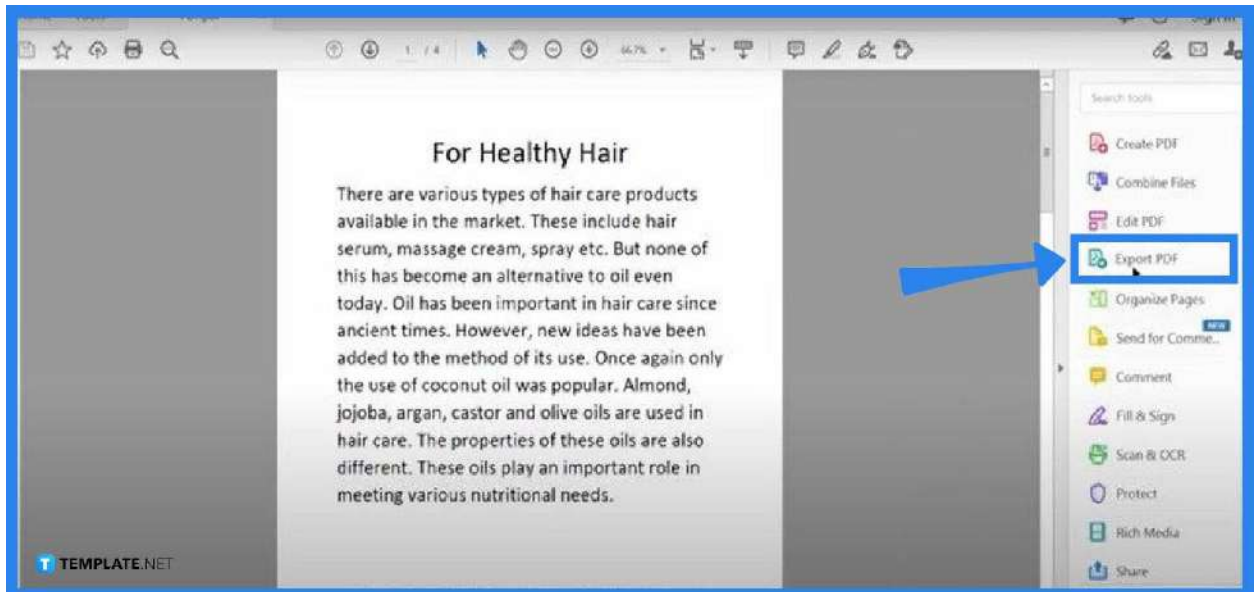 Sign In
1 / 4
66.7%
Search tools
For Healthy Hair
There are various types of hair care products
available in the market. These include hair
serum, massage cream, spray etc. But none of
this has become an alternative to oil even
today. Oil has been important in hair care since
ancient times. However, new ideas have been
added to the method of its use. Once again only
the use of coconut oil was popular. Almond,
jojoba, argan, castor and olive oils are used in
hair care. The properties of these oils are also
different. These oils play an important role in
meeting various nutritional needs.
Create PDF
Combine Files
Edit PDF
Export PDF
Organize Pages
NEW
Send for Comme...
Comment
Fill & Sign
Scan & OCR
Protect
Rich Media
Share
T TEMPLATE.NET